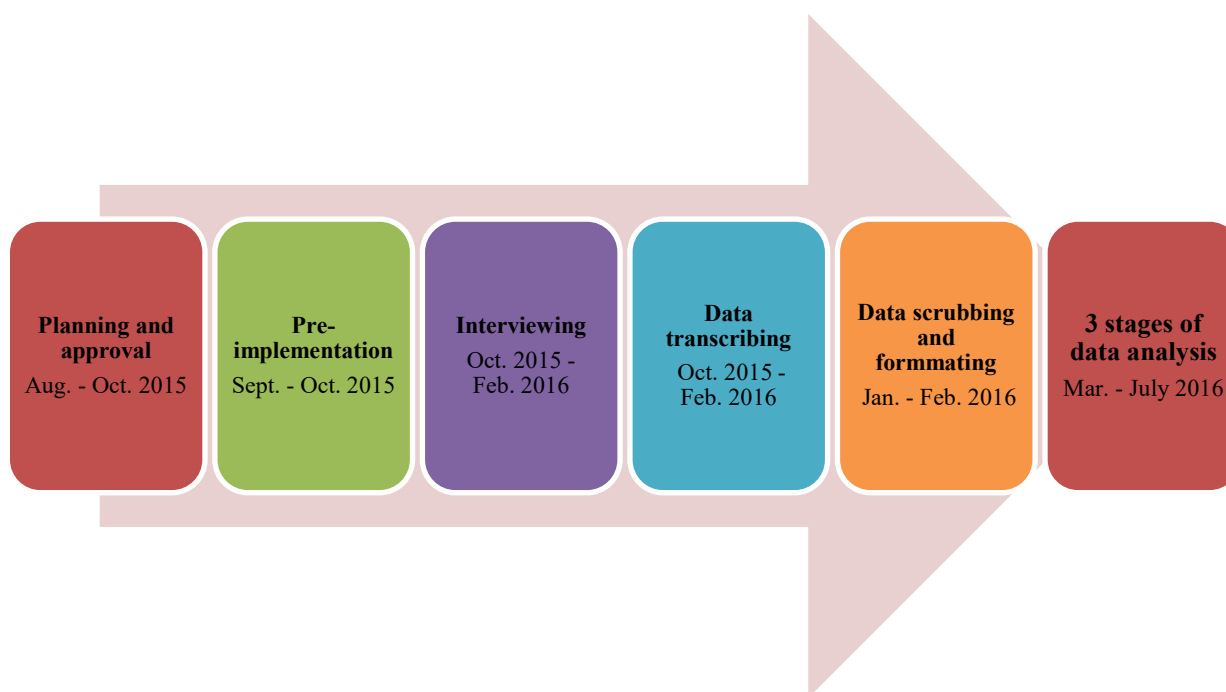 Planning and
approval
Aug. - Oct. 2015
Pre-
implementation
Sept. - Oct. 2015
Interviewing
Oct. 2015 -
Feb. 2016
Data
transcribing
Oct. 2015 -
Feb. 2016
Data scrubbing
and
formmating
Jan. - Feb. 2016
3 stages of
data analysis
Mar. - July 2016